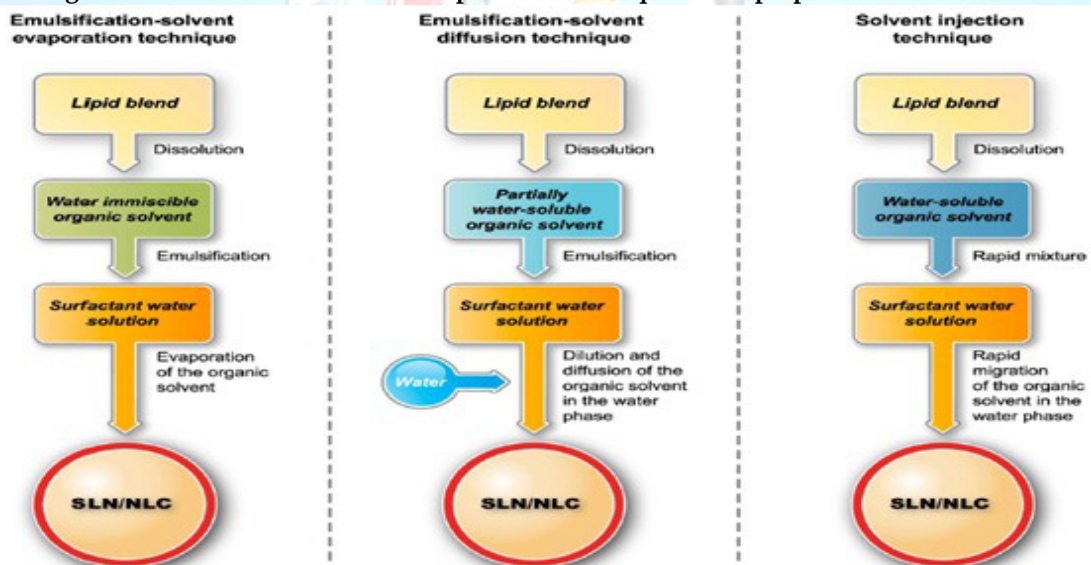 Emulsification-solvent
evaporation technique
Lipid blend
Dissolution
Water immiscible
organic solvent
Emulsification
Surfactant water
solution
Evaporation
of the organic
solvent
SLN/NLC
Emulsification-solvent
diffusion technique
Lipid blend
Dissolution
Partially
water-soluble
organic solvent
Emulsification
Surfactant water
solution
Water
Dilution and
diffusion of the
organic solvent
in the water
phase
SLN/NLC
Solvent injection
technique
Lipid blend
Dissolution
Water-soluble
organic solvent
Rapid mixture
Surfactant water
solution
Rapid
migration
of the organic
solvent in the
water phase
SLN/NLC